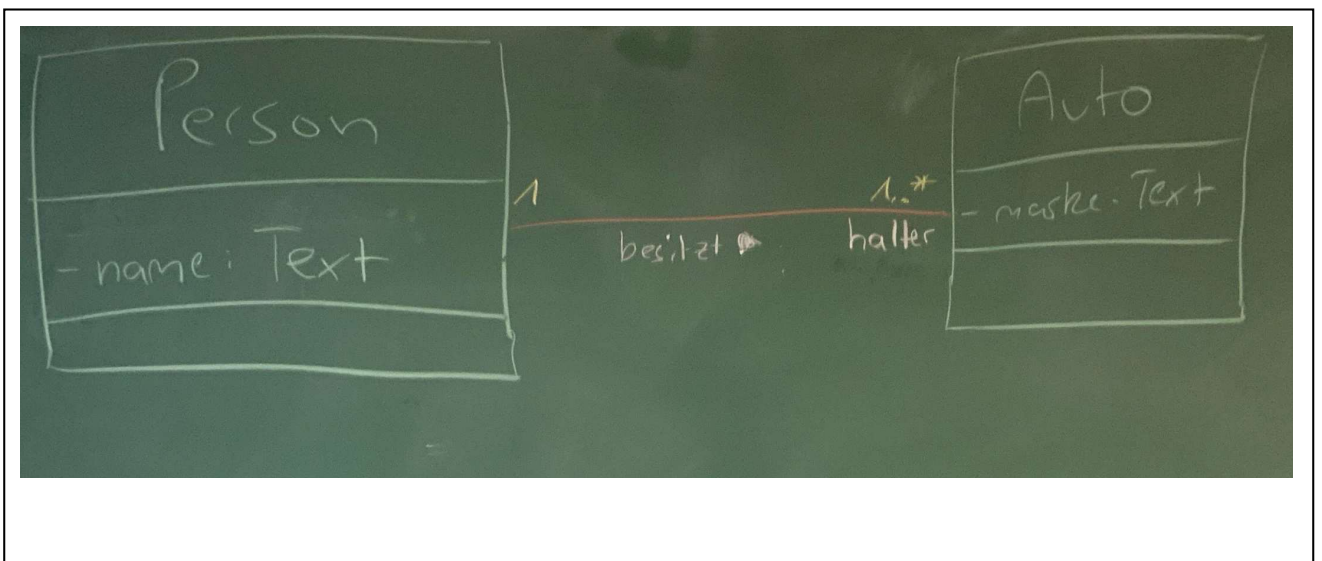 Person
- name: Text
1
besitzt
1..*
halter
Auto
- marke: Text